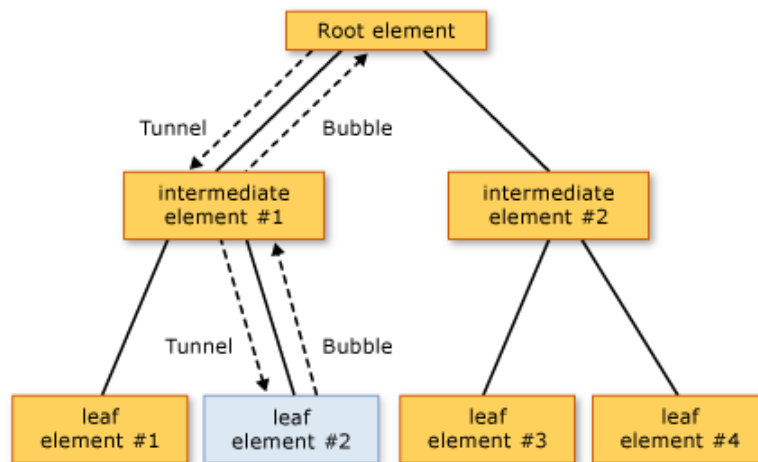 Root element
Tunnel
Bubble
intermediate
element #1
intermediate
element #2
Tunnel
Bubble
leaf
element #1
leaf
element #2
leaf
element #3
leaf
element #4